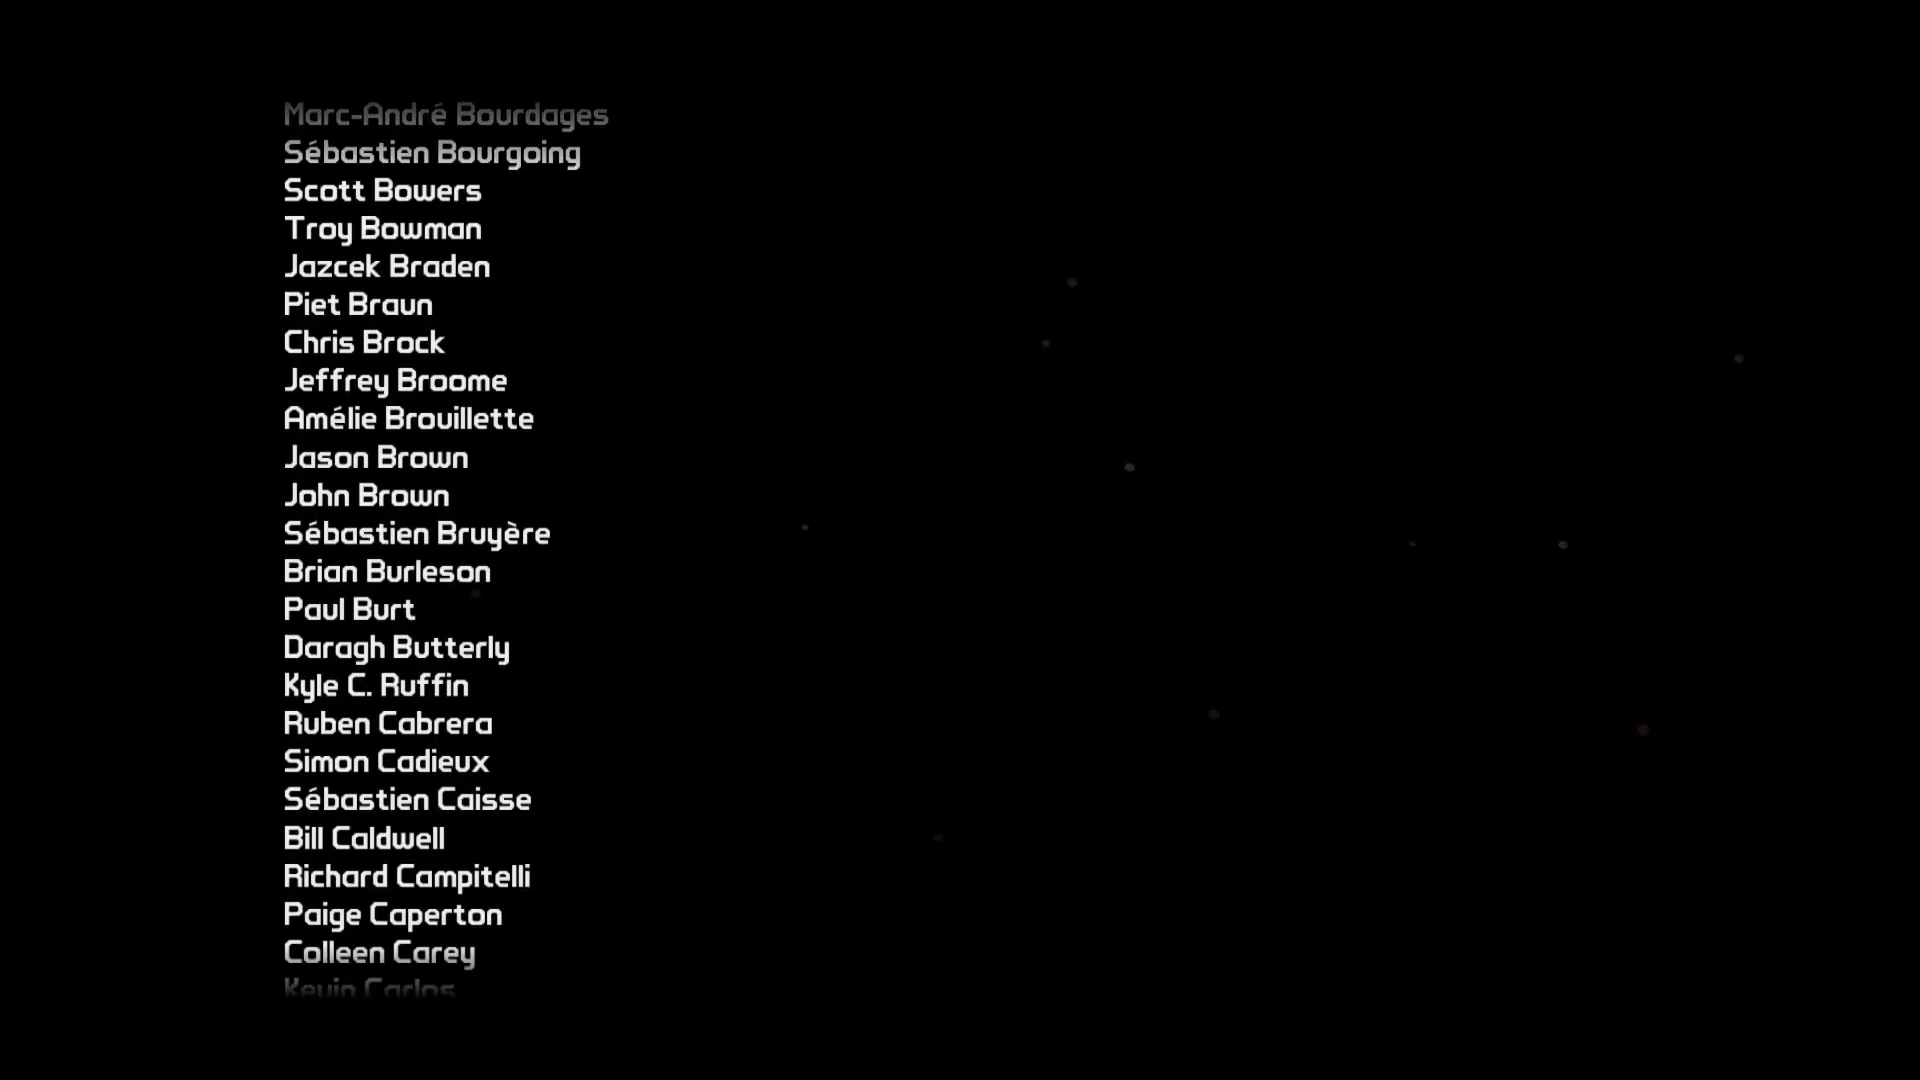 Marc-André Bourdages
Sébastien Bourgoing
Scott Bowers
Troy Bowman
Jazcek Braden
Piet Braun
Chris Brock
Jeffrey Broome
Amélie Brouillette
Jason Brown
John Brown
Sébastien Bruyère
Brian Burleson
Paul Burt
Daragh Butterly
Kyle C. Ruffin
Ruben Cabrera
Simon Cadieux
Sébastien Caisse
Bill Caldwell
Richard Campitelli
Paige Caperton
Colleen Carey
Kevin Carlos